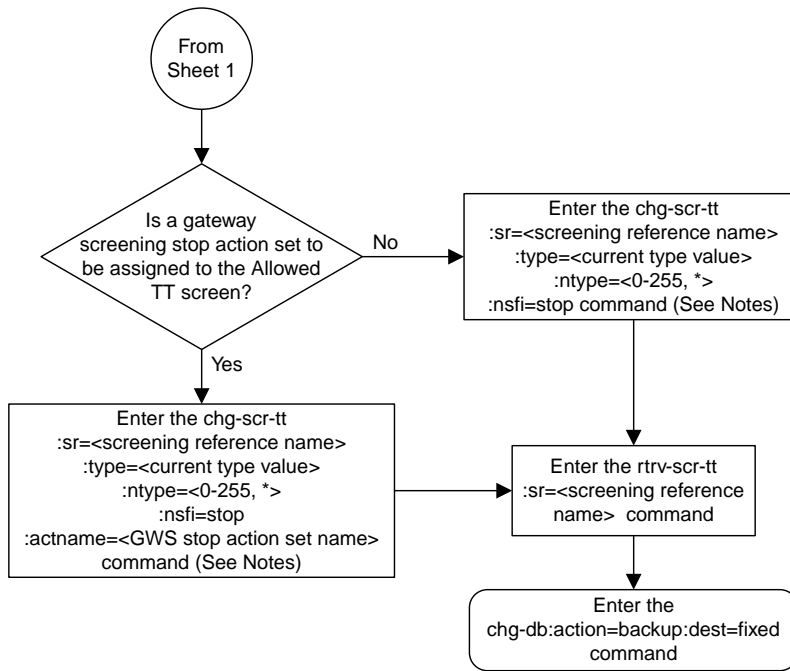 From
Sheet 1
Is a gateway
screening stop action set to
be assigned to the Allowed
TT screen?
No
Enter the chg-scr-tt
:sr=<screening reference name>
:type=<current type value>
:ntype=<0-255, *>
:nsfi=stop command (See Notes)
Yes
Enter the chg-scr-tt
:sr=<screening reference name>
:type=<current type value>
:ntype=<0-255, *>
:nsfi=stop
:actname=<GWS stop action set name>
command (See Notes)
Enter the rtrv-scr-tt
:sr=<screening reference
name> command
Enter the
chg-db:action=backup:dest=fixed
command